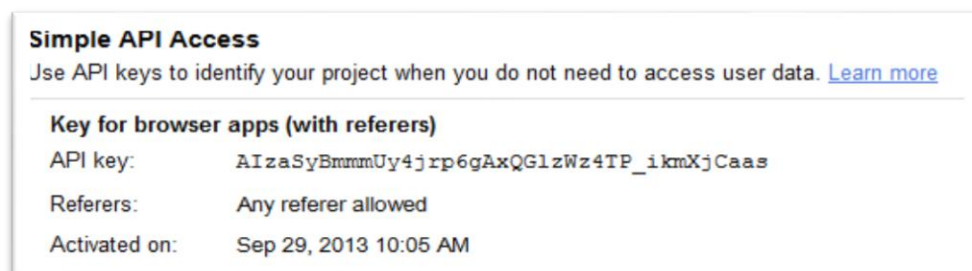 Simple API Access
Use API keys to identify your project when you do not need to access user data. Learn more
Key for browser apps (with referers)
API key: AIzaSyBmmmUy4jrp6gAxQGlzWz4TP_ikmXjCaas
Referers: Any referer allowed
Activated on: Sep 29, 2013 10:05 AM